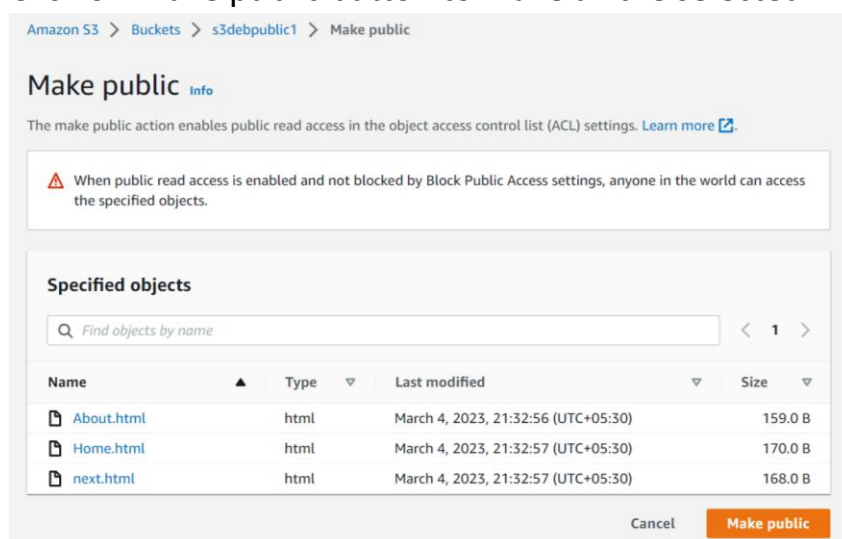 Amazon S3 > Buckets > s3debpublic1 > Make public
Make public Info
The make public action enables public read access in the object access control list (ACL) settings. Learn more.
When public read access is enabled and not blocked by Block Public Access settings, anyone in the world can access
the specified objects.
Specified objects
Find objects by name
< 1 >
Name Type Last modified Size
About.html html March 4, 2023, 21:32:56 (UTC+05:30) 159.0 B
Home.html html March 4, 2023, 21:32:57 (UTC+05:30) 170.0 B
next.html html March 4, 2023, 21:32:57 (UTC+05:30) 168.0 B
Cancel Make public